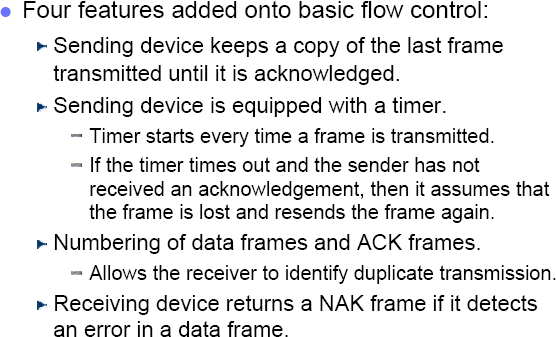 Four features added onto basic flow control:
Sending device keeps a copy of the last frame
transmitted until it is acknowledged.
Sending device is equipped with a timer.
Timer starts every time a frame is transmitted.
If the timer times out and the sender has not
received an acknowledgement, then it assumes that
the frame is lost and resends the frame again.
Numbering of data frames and ACK frames.
Allows the receiver to identify duplicate transmission.
Receiving device returns a NAK frame if it detects
an error in a data frame.